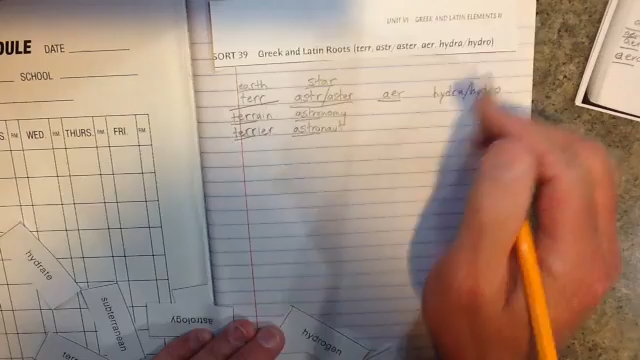 UNIT VI GREEK AND LATIN ELEMENTS II
SORT 39 Greek and Latin Roots (terr, astr/aster, aer, hydra/hydro)
earth star
terr astr/aster aer hydra/hydro
terrain astronomy
terrier astronaut
DULE DATE
SCHOOL
WED THURS. FRI.
hydrate
subterranean
astrology
hydrogen